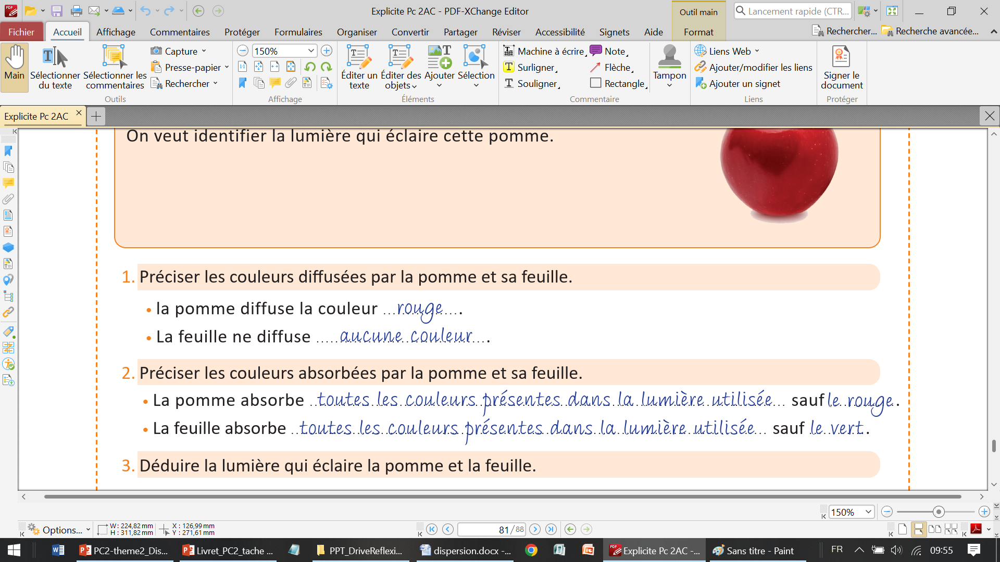 Explicite Pc 2AC - PDF-XChange Editor
Outil main
Lancement rapide (CTR...
Fichier
Accueil
Affichage
Commentaires
Protéger
Formulaires
Organiser
Convertir
Partager
Réviser
Accessibilité
Signets
Aide
Format
Rechercher...
Recherche avancée...
Main
Sélectionner du texte
Sélectionner les commentaires
Capture
Presse-papier
Rechercher
Outils
150%
Affichage
Éditer un texte
Éditer des objets
Ajouter
Sélection
Éléments
Machine à écrire
Surligner
Souligner
Note
Flèche
Rectangle
Commentaire
Tampon
Liens Web
Ajouter/modifier les liens
Ajouter un signet
Liens
Signer le document
Protéger
Explicite Pc 2AC
On veut identifier la lumière qui éclaire cette pomme.
1. Préciser les couleurs diffusées par la pomme et sa feuille.
• la pomme diffuse la couleur ...rouge....
• La feuille ne diffuse .....aucune couleur....
2. Préciser les couleurs absorbées par la pomme et sa feuille.
• La pomme absorbe ..toutes les couleurs présentes dans la lumière utilisée... sauf le rouge.
• La feuille absorbe ..toutes les couleurs présentes dans la lumière utilisée... sauf le vert.
3. Déduire la lumière qui éclaire la pomme et la feuille.
150%
Options...
W : 224,82 mm
H : 311,82 mm
X : 126,99 mm
Y : 271,61 mm
81 / 88
PC2-theme2_Dis...
Livret_PC2_tache ...
PPT_DriveReflexi...
dispersion.docx -...
Explicite Pc 2AC -...
Sans titre - Paint
FR
09:55